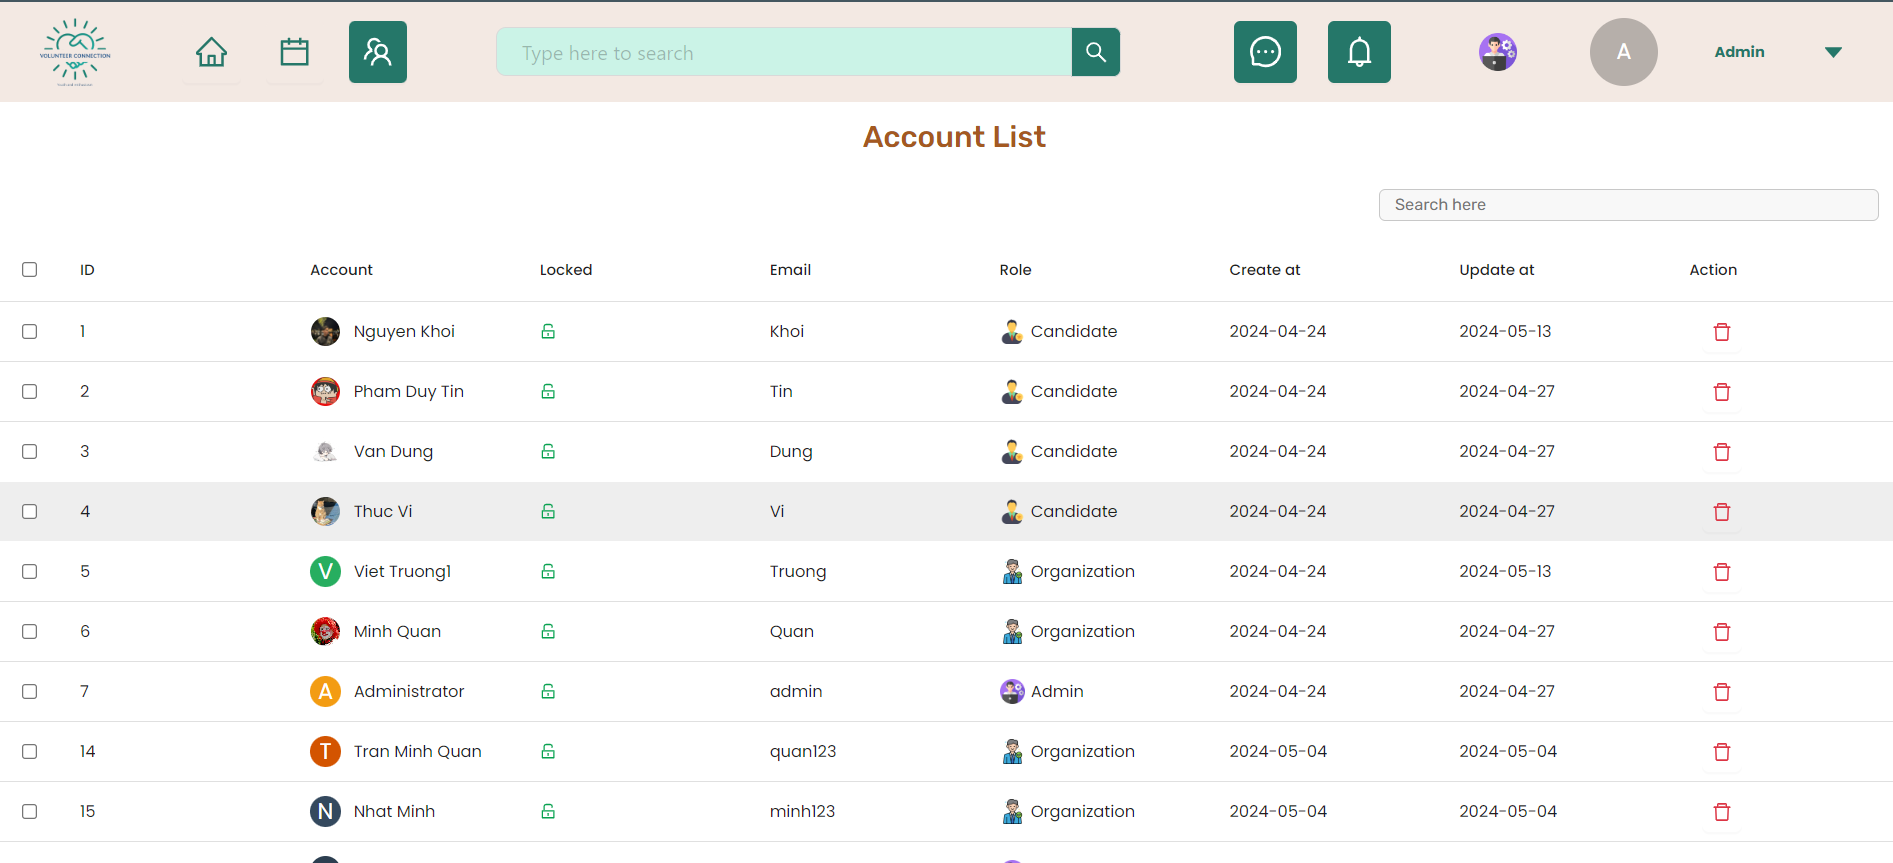 VOLUNTEER CONNECTION
Type here to search
A
Admin
Account List
Search here
ID Account Locked Email Role Create at Update at Action
1 Nguyen Khoi Khoi Candidate 2024-04-24 2024-05-13
2 Pham Duy Tin Tin Candidate 2024-04-24 2024-04-27
3 Van Dung Dung Candidate 2024-04-24 2024-04-27
4 Thuc Vi Vi Candidate 2024-04-24 2024-04-27
5 V Viet Truong1 Truong Organization 2024-04-24 2024-05-13
6 Minh Quan Quan Organization 2024-04-24 2024-04-27
7 A Administrator admin Admin 2024-04-24 2024-04-27
14 T Tran Minh Quan quan123 Organization 2024-05-04 2024-05-04
15 N Nhat Minh minh123 Organization 2024-05-04 2024-05-04